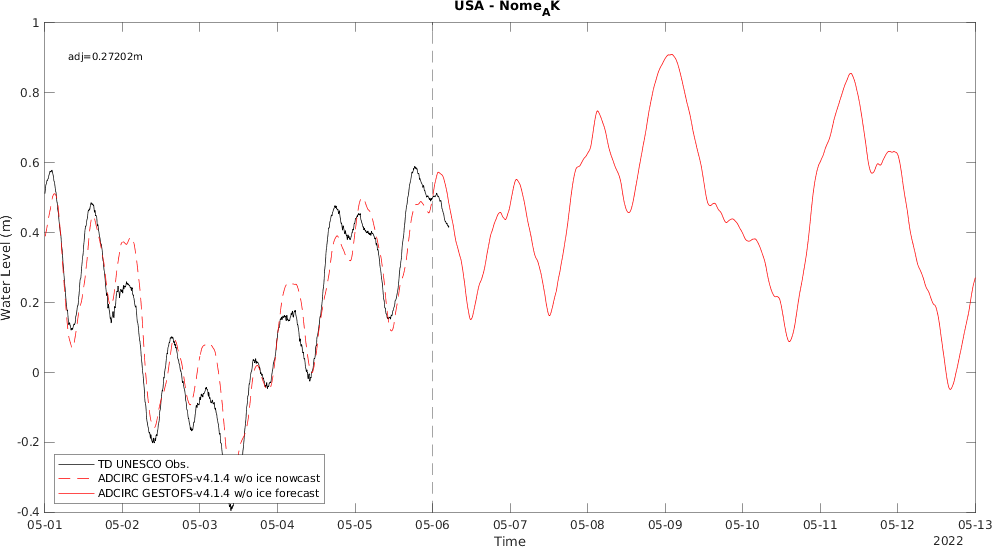 USA - Nome_AK
adj=0.27202m
1
0.8
0.6
0.4
0.2
0
-0.2
-0.4
Water Level (m)
TD UNESCO Obs.
ADCIRC GESTOFS-v4.1.4 w/o ice nowcast
ADCIRC GESTOFS-v4.1.4 w/o ice forecast
05-01 05-02 05-03 05-04 05-05 05-06 05-07 05-08 05-09 05-10 05-11 05-12 05-13
Time
2022